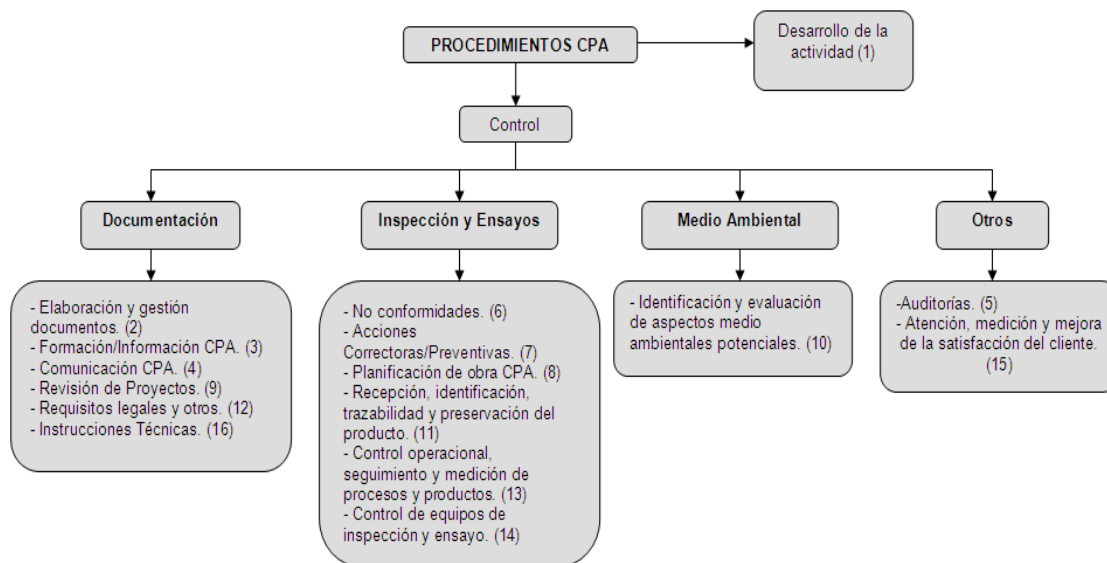 PROCEDIMIENTOS CPA
Desarrollo de la
actividad (1)
Control
Documentación
Inspección y Ensayos
Medio Ambiental
Otros
- Elaboración y gestión
documentos. (2)
- Formación/Información CPA. (3)
- Comunicación CPA. (4)
- Revisión de Proyectos. (9)
- Requisitos legales y otros. (12)
- Instrucciones Técnicas. (16)
- No conformidades. (6)
- Acciones
Correctoras/Preventivas. (7)
- Planificación de obra CPA. (8)
- Recepción, identificación,
trazabilidad y preservación del
producto. (11)
- Control operacional,
seguimiento y medición de
procesos y productos. (13)
- Control de equipos de
inspección y ensayo. (14)
- Identificación y evaluación
de aspectos medio
ambientales potenciales. (10)
-Auditorías. (5)
- Atención, medición y mejora
de la satisfacción del cliente.
(15)